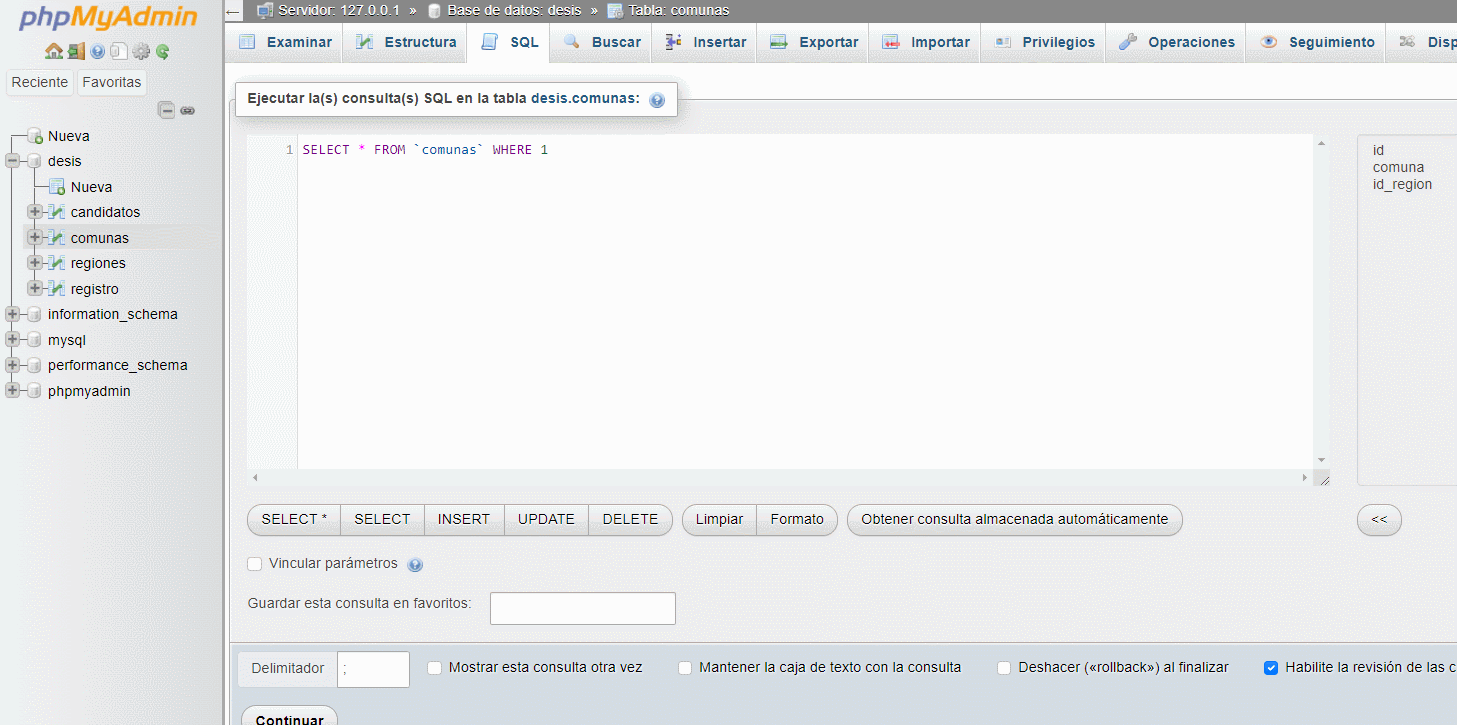 phpMyAdmin
Servidor: 127.0.0.1 » Base de datos: desis » Tabla: comunas
Examinar Estructura SQL Buscar Insertar Exportar Importar Privilegios Operaciones Seguimiento Disp
Reciente Favoritas
Nueva
desis
Nueva
candidatos
comunas
regiones
registro
information_schema
mysql
performance_schema
phpmyadmin
Ejecutar la(s) consulta(s) SQL en la tabla desis.comunas:
1 SELECT * FROM `comunas` WHERE 1
id
comuna
id_region
SELECT * SELECT INSERT UPDATE DELETE Limpiar Formato Obtener consulta almacenada automáticamente <<
Vincular parámetros
Guardar esta consulta en favoritos:
Delimitador ; Mostrar esta consulta otra vez Mantener la caja de texto con la consulta Deshacer («rollback») al finalizar Habilite la revisión de las c
Continuar